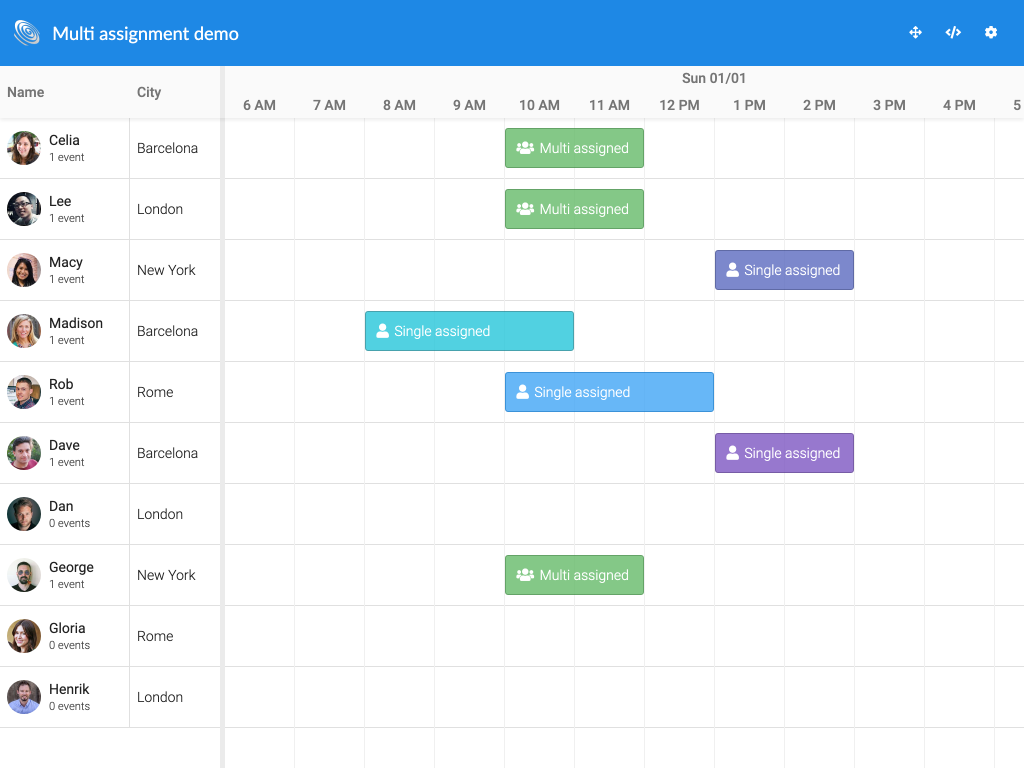 Multi assignment demo
Name
City
Sun 01/01
6 AM 7 AM 8 AM 9 AM 10 AM 11 AM 12 PM 1 PM 2 PM 3 PM 4 PM 5
Celia
1 event
Barcelona
Multi assigned
Lee
1 event
London
Multi assigned
Macy
1 event
New York
Single assigned
Madison
1 event
Barcelona
Single assigned
Rob
1 event
Rome
Single assigned
Dave
1 event
Barcelona
Single assigned
Dan
0 events
London
George
1 event
New York
Multi assigned
Gloria
0 events
Rome
Henrik
0 events
London